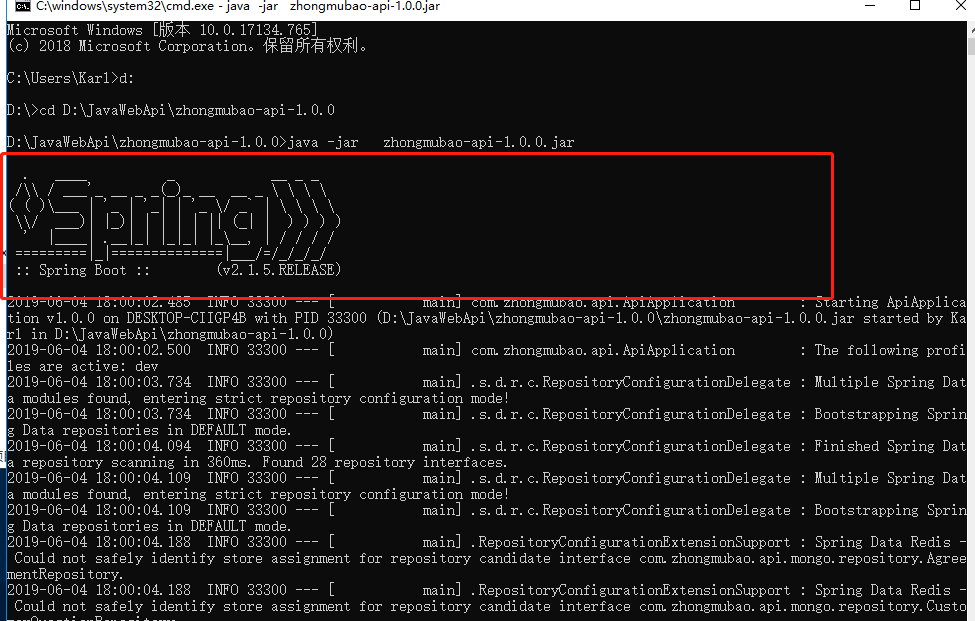 C:\windows\system32\cmd.exe - java -jar zhongmubao-api-1.0.0.jar
Microsoft Windows [版本 10.0.17134.765]
(c) 2018 Microsoft Corporation。保留所有权利。
C:\Users\Karl>d:
D:\>cd D:\JavaWebApi\zhongmubao-api-1.0.0
D:\JavaWebApi\zhongmubao-api-1.0.0>java -jar   zhongmubao-api-1.0.0.jar
Spring
:: Spring Boot ::        (v2.1.5.RELEASE)
2019-06-04 18:00:02.485  INFO 33300 --- [           main] com.zhongmubao.api.ApiApplication        : Starting ApiApplica
tion v1.0.0 on DESKTOP-CIIGP4B with PID 33300 (D:\JavaWebApi\zhongmubao-api-1.0.0\zhongmubao-api-1.0.0.jar started by Ka
rl in D:\JavaWebApi\zhongmubao-api-1.0.0)
2019-06-04 18:00:02.500  INFO 33300 --- [           main] com.zhongmubao.api.ApiApplication        : The following profi
les are active: dev
2019-06-04 18:00:03.734  INFO 33300 --- [           main] .s.d.r.c.RepositoryConfigurationDelegate : Multiple Spring Dat
a modules found, entering strict repository configuration mode!
2019-06-04 18:00:03.734  INFO 33300 --- [           main] .s.d.r.c.RepositoryConfigurationDelegate : Bootstrapping Sprin
g Data repositories in DEFAULT mode.
2019-06-04 18:00:04.094  INFO 33300 --- [           main] .s.d.r.c.RepositoryConfigurationDelegate : Finished Spring Dat
a repository scanning in 360ms. Found 28 repository interfaces.
2019-06-04 18:00:04.109  INFO 33300 --- [           main] .s.d.r.c.RepositoryConfigurationDelegate : Multiple Spring Dat
a modules found, entering strict repository configuration mode!
2019-06-04 18:00:04.109  INFO 33300 --- [           main] .s.d.r.c.RepositoryConfigurationDelegate : Bootstrapping Sprin
g Data repositories in DEFAULT mode.
2019-06-04 18:00:04.188  INFO 33300 --- [           main] .RepositoryConfigurationExtensionSupport : Spring Data Redis -
Could not safely identify store assignment for repository candidate interface com.zhongmubao.api.mongo.repository.Agree
mentRepository.
2019-06-04 18:00:04.188  INFO 33300 --- [           main] .RepositoryConfigurationExtensionSupport : Spring Data Redis -
Could not safely identify store assignment for repository candidate interface com.zhongmubao.api.mongo.repository.Custo